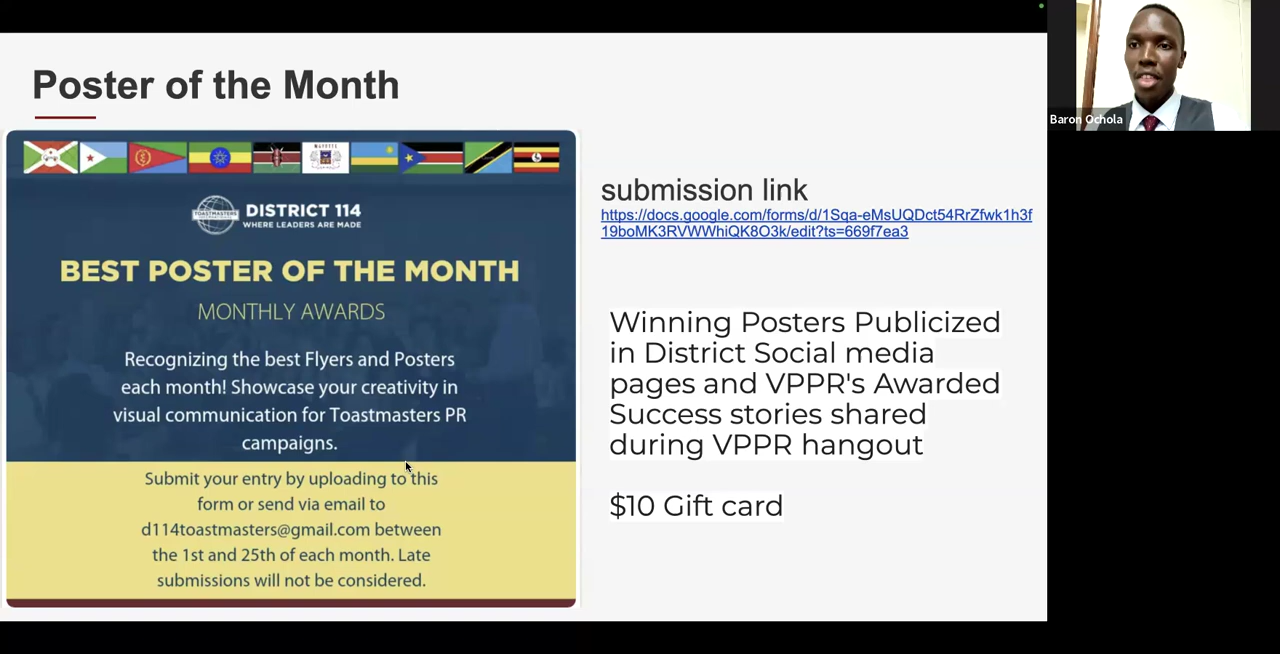 Poster of the Month
MAYOTTE
TOASTMASTERS
INTERNATIONAL
DISTRICT 114
WHERE LEADERS ARE MADE
BEST POSTER OF THE MONTH
MONTHLY AWARDS
Recognizing the best Flyers and Posters
each month! Showcase your creativity in
visual communication for Toastmasters PR
campaigns.
Submit your entry by uploading to this
form or send via email to
d114toastmasters@gmail.com between
the 1st and 25th of each month. Late
submissions will not be considered.
submission link
https://docs.google.com/forms/d/1Sqa-eMsUQDct54RrZfwk1h3f
19boMK3RVWWhiQK8O3k/edit?ts=669f7ea3
Winning Posters Publicized
in District Social media
pages and VPPR's Awarded
Success stories shared
during VPPR hangout
$10 Gift card
Baron Ochola